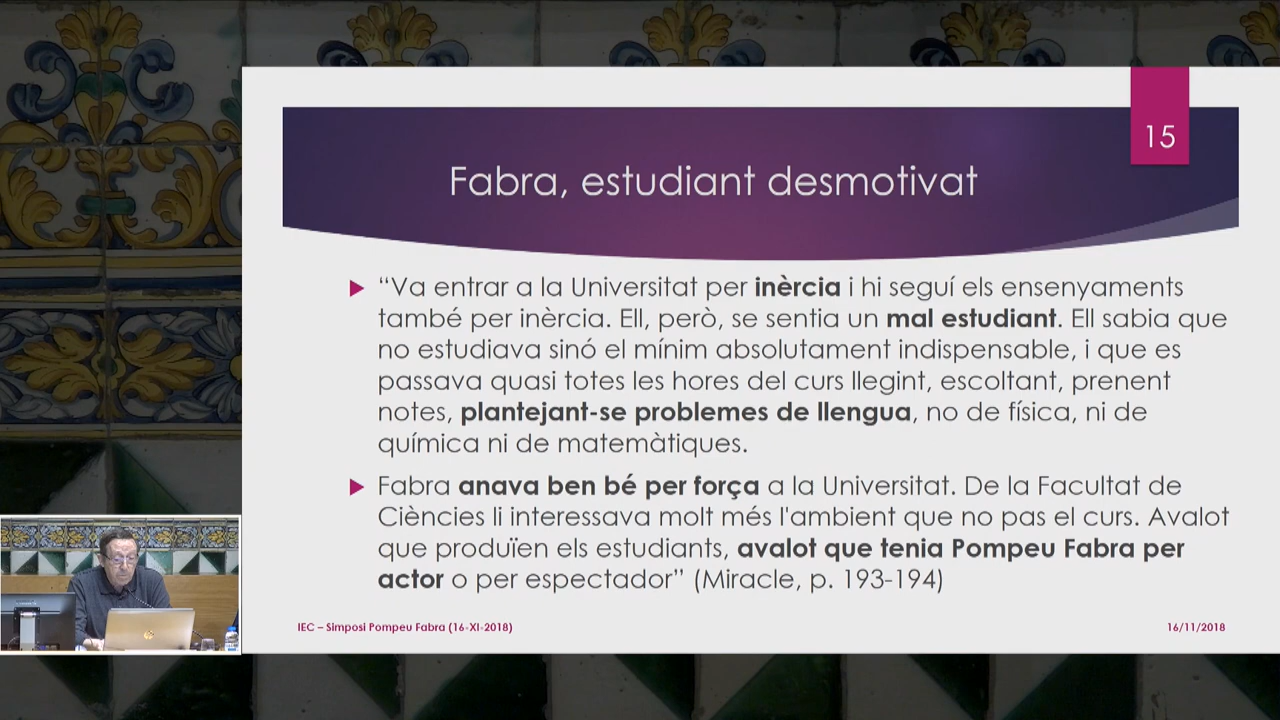 15
Fabra, estudiant desmotivat
“Va entrar a la Universitat per inèrcia i hi seguí els ensenyaments
també per inèrcia. Ell, però, se sentia un mal estudiant. Ell sabia que
no estudiava sinó el mínim absolutament indispensable, i que es
passava quasi totes les hores del curs llegint, escoltant, prenent
notes, plantejant-se problemes de llengua, no de física, ni de
química ni de matemàtiques.
Fabra anava ben bé per força a la Universitat. De la Facultat de
Ciències li interessava molt més l'ambient que no pas el curs. Avalot
que produïen els estudiants, avalot que tenia Pompeu Fabra per
actor o per espectador” (Miracle, p. 193-194)
IEC – Simposi Pompeu Fabra (16-XI-2018)
16/11/2018